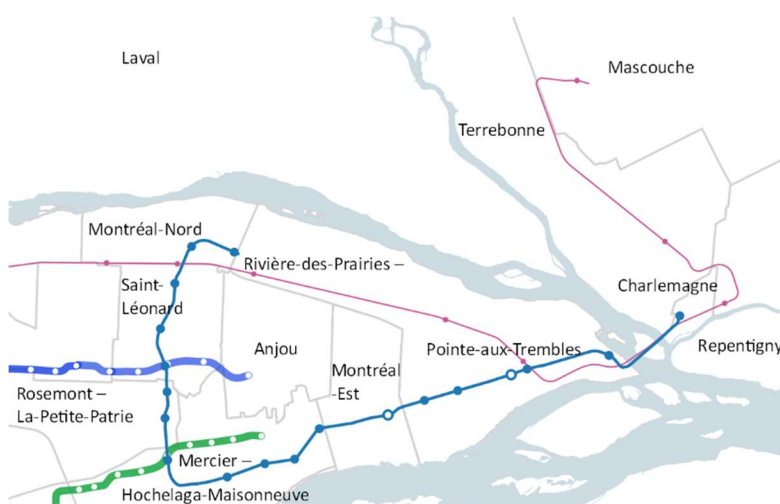 Laval
Mascouche
Terrebonne
Montréal-Nord
Rivière-des-Prairies –
Saint-
Léonard
Charlemagne
Anjou
Pointe-aux-Trembles
Repentigny
Montréal
-Est
Rosemont –
La-Petite-Patrie
Mercier –
Hochelaga-Maisonneuve